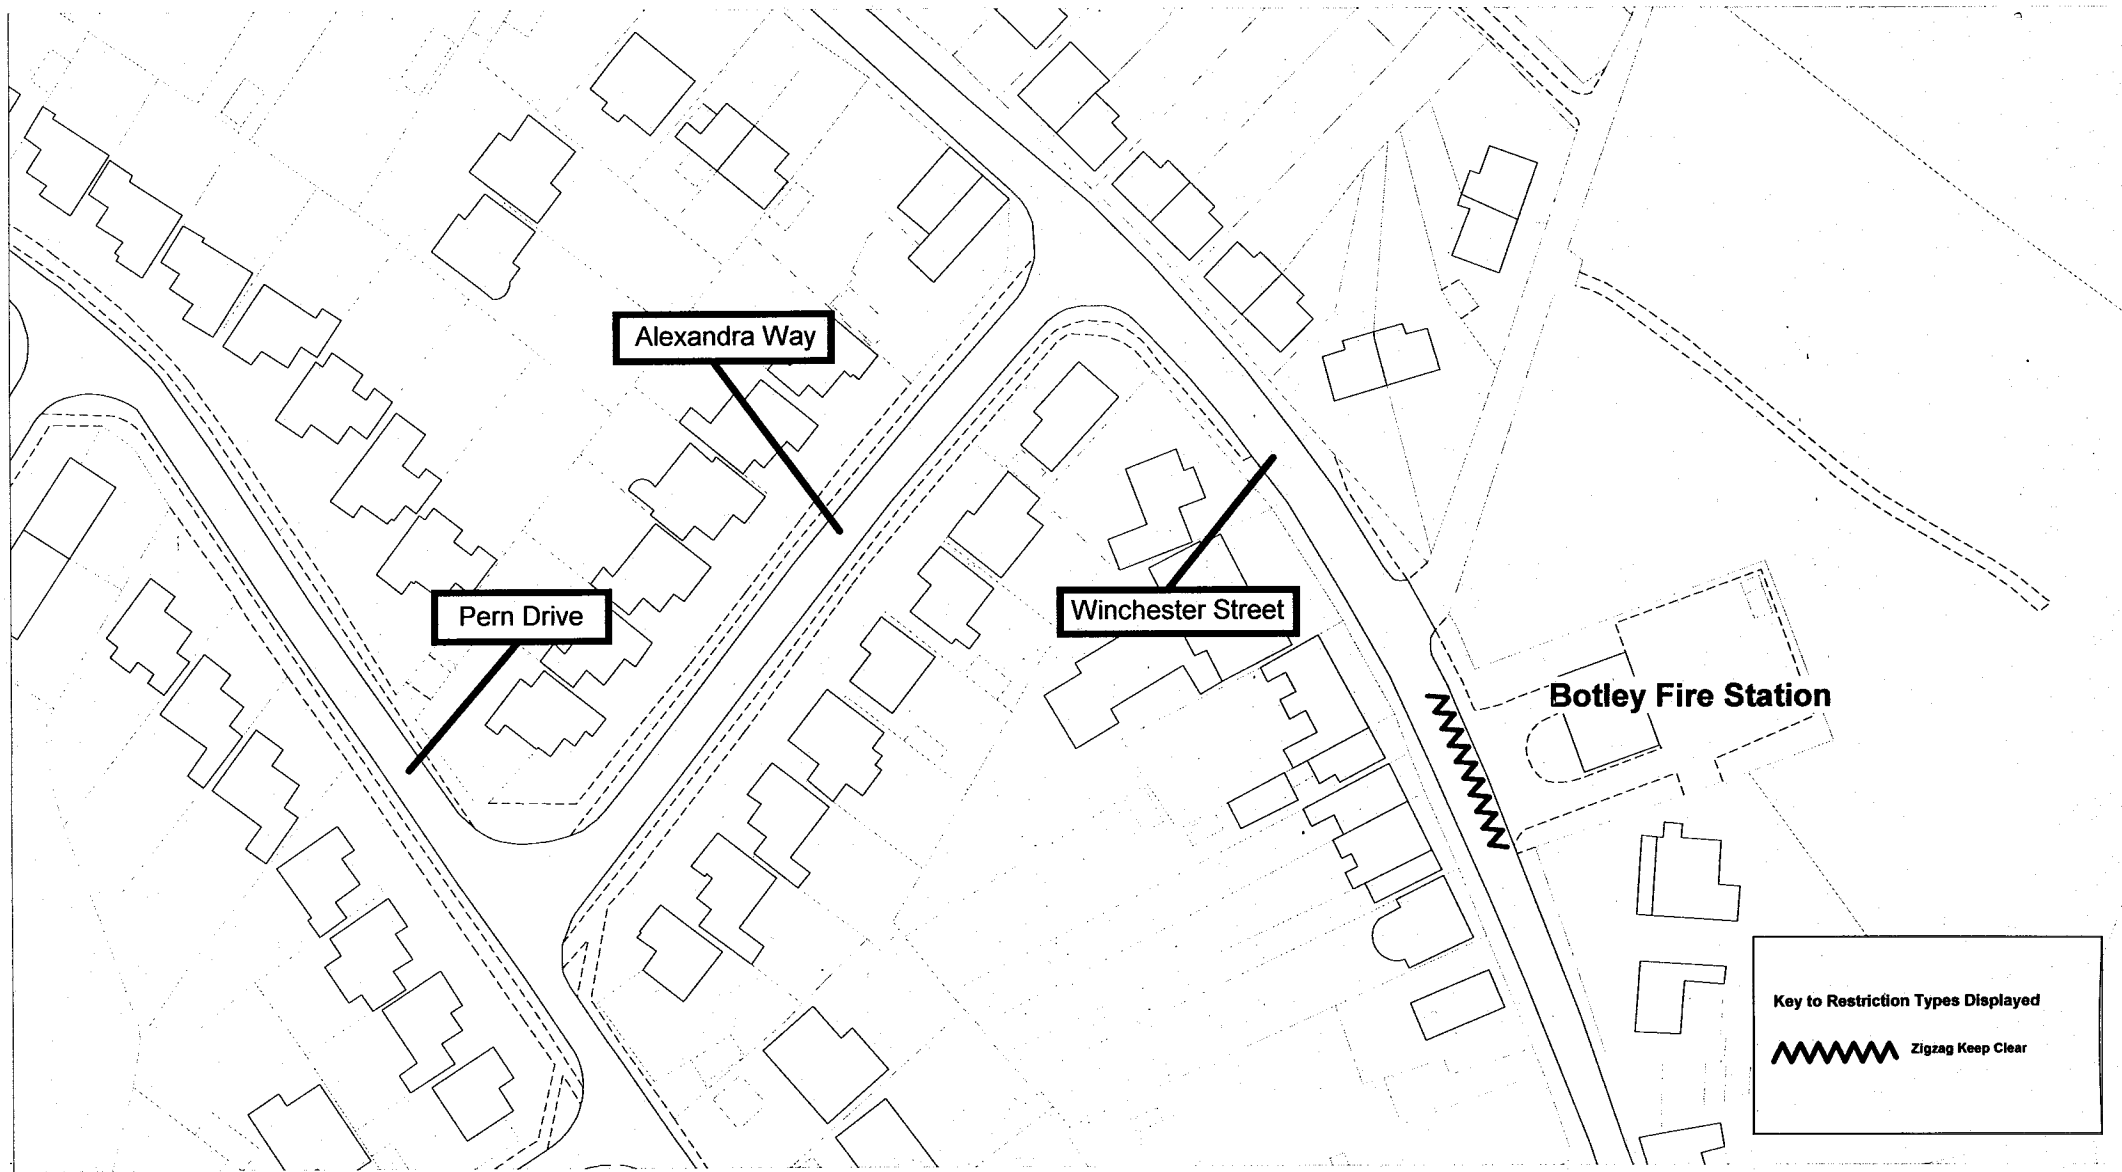 Alexandra Way
Pern Drive
Winchester Street
Botley Fire Station
Key to Restriction Types Displayed
Zigzag Keep Clear